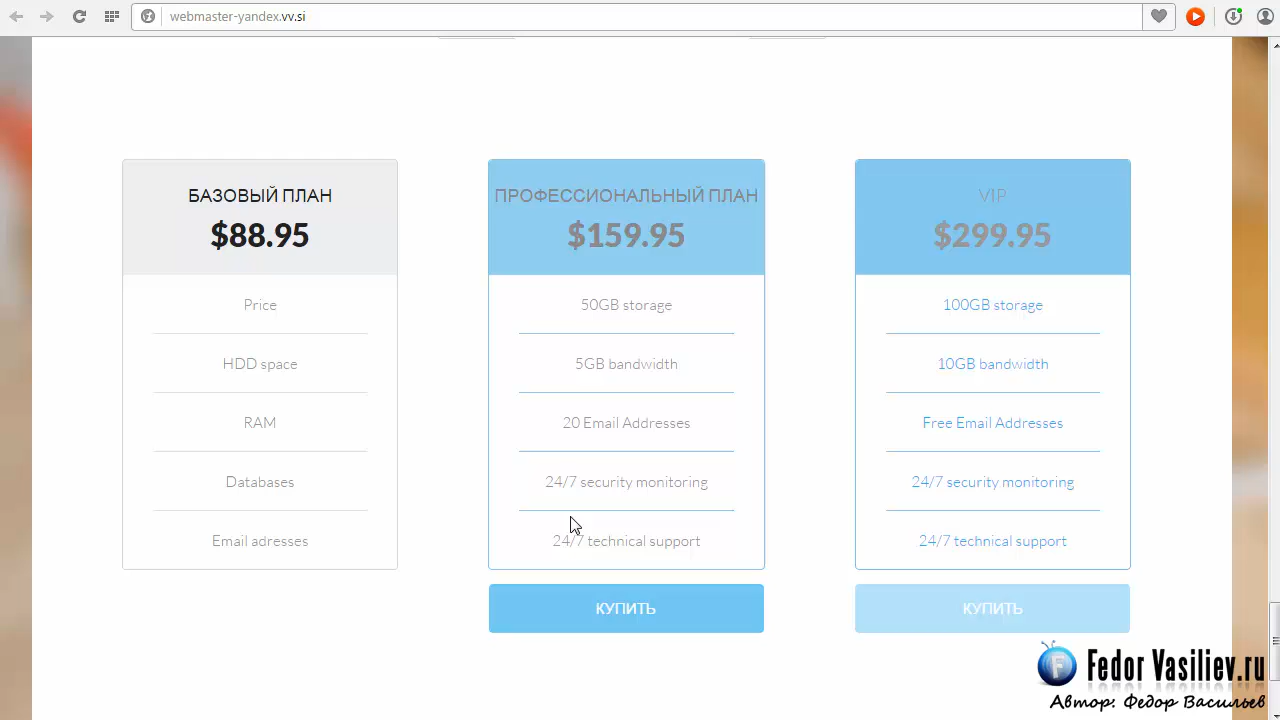 webmaster-yandex.vv.si
БАЗОВЫЙ ПЛАН
$88.95
Price
HDD space
RAM
Databases
Email adresses
ПРОФЕССИОНАЛЬНЫЙ ПЛАН
$159.95
50GB storage
5GB bandwidth
20 Email Addresses
24/7 security monitoring
24/7 technical support
КУПИТЬ
VIP
$299.95
100GB storage
10GB bandwidth
Free Email Addresses
24/7 security monitoring
24/7 technical support
КУПИТЬ
F
Fedor Vasiliev.ru
Автор: Федор Васильев